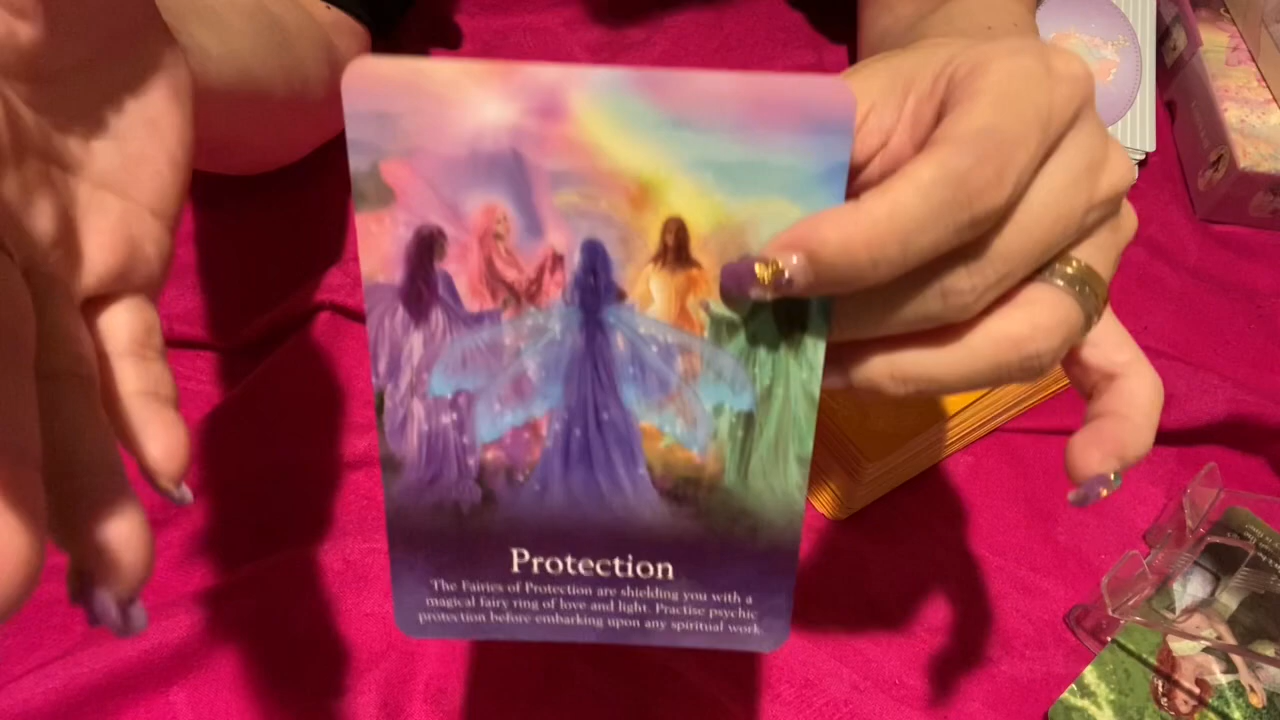 Protection
The Fairies of Protection are shielding you with a
magical fairy ring of love and light. Practise psychic
protection before embarking upon any spiritual work.